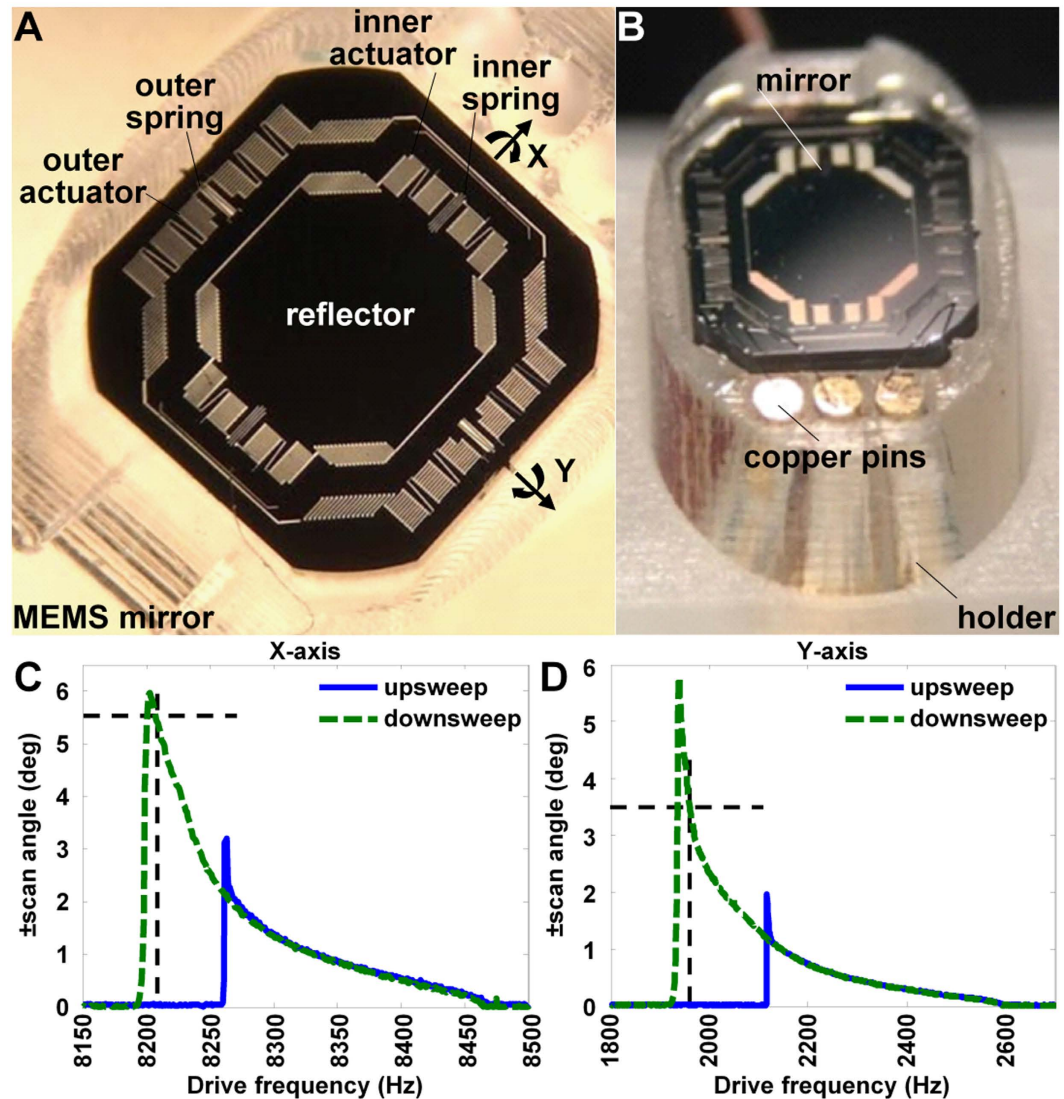 A
inner
actuator
inner
spring
outer
spring
outer
actuator
X
reflector
Y
MEMS mirror
B
mirror
copper pins
holder
C
X-axis
upsweep
downsweep
±scan angle (deg)
6
5
4
3
2
1
0
8150
8200
8250
8300
8350
8400
8450
8500
Drive frequency (Hz)
D
Y-axis
upsweep
downsweep
±scan angle (deg)
6
5
4
3
2
1
0
1800
2000
2200
2400
2600
Drive frequency (Hz)